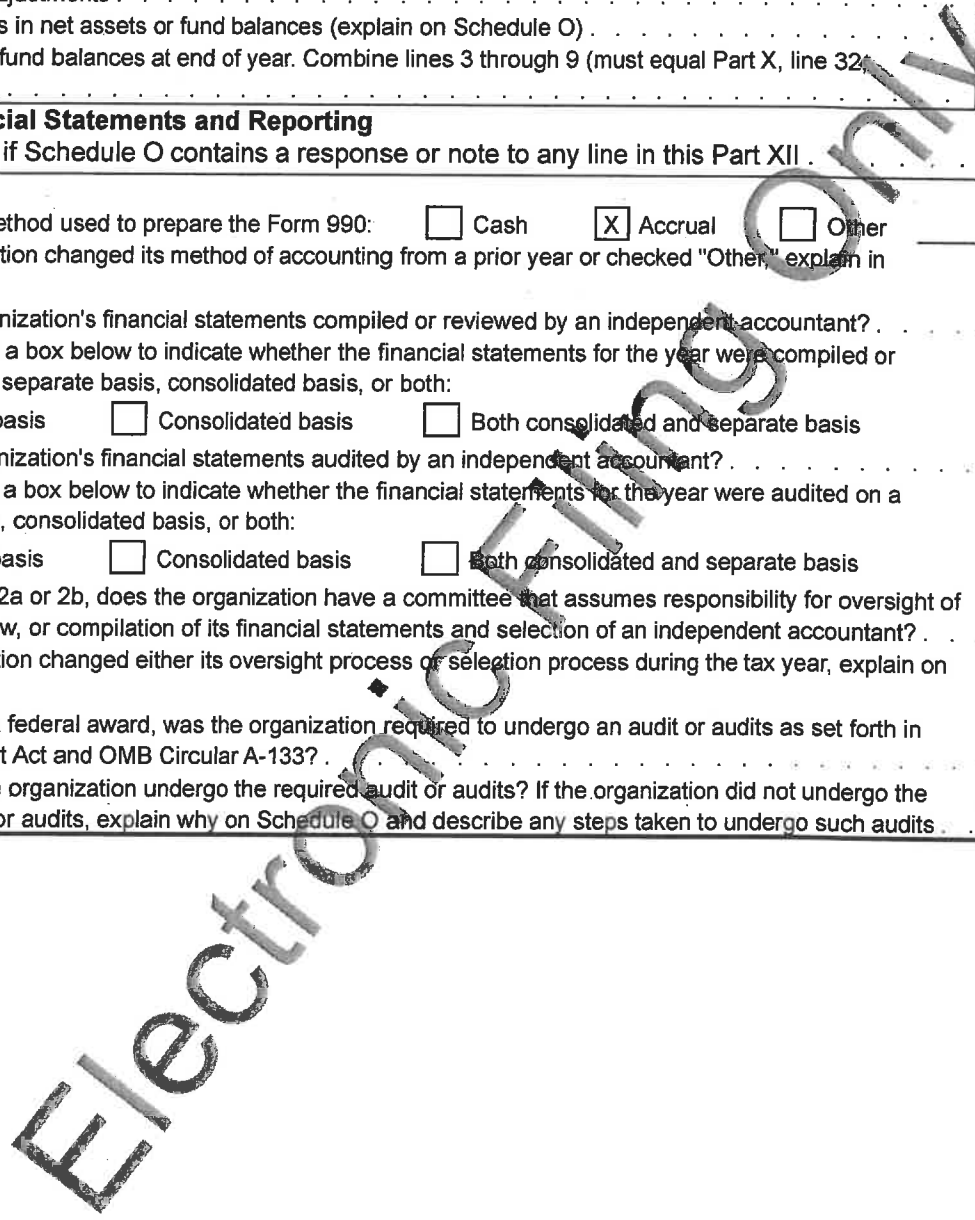 s in net assets or fund balances (explain on Schedule O) . . . . . . . . . . . . .
fund balances at end of year. Combine lines 3 through 9 (must equal Part X, line 32,
cial Statements and Reporting
if Schedule O contains a response or note to any line in this Part XII . . . . .
ethod used to prepare the Form 990: Cash X Accrual Other
tion changed its method of accounting from a prior year or checked "Other," explain in
nization's financial statements compiled or reviewed by an independent accountant? . . . .
a box below to indicate whether the financial statements for the year were compiled or
separate basis, consolidated basis, or both:
basis Consolidated basis Both consolidated and separate basis
nization's financial statements audited by an independent accountant? . . . . . . . . .
a box below to indicate whether the financial statements for the year were audited on a
, consolidated basis, or both:
asis Consolidated basis Both consolidated and separate basis
2a or 2b, does the organization have a committee that assumes responsibility for oversight of
w, or compilation of its financial statements and selection of an independent accountant? . .
ion changed either its oversight process or selection process during the tax year, explain on
federal award, was the organization required to undergo an audit or audits as set forth in
t Act and OMB Circular A-133? . . . . . . . . . . . . . . . . . . . . . .
organization undergo the required audit or audits? If the organization did not undergo the
or audits, explain why on Schedule O and describe any steps taken to undergo such audits . .
Electronic Filing Only